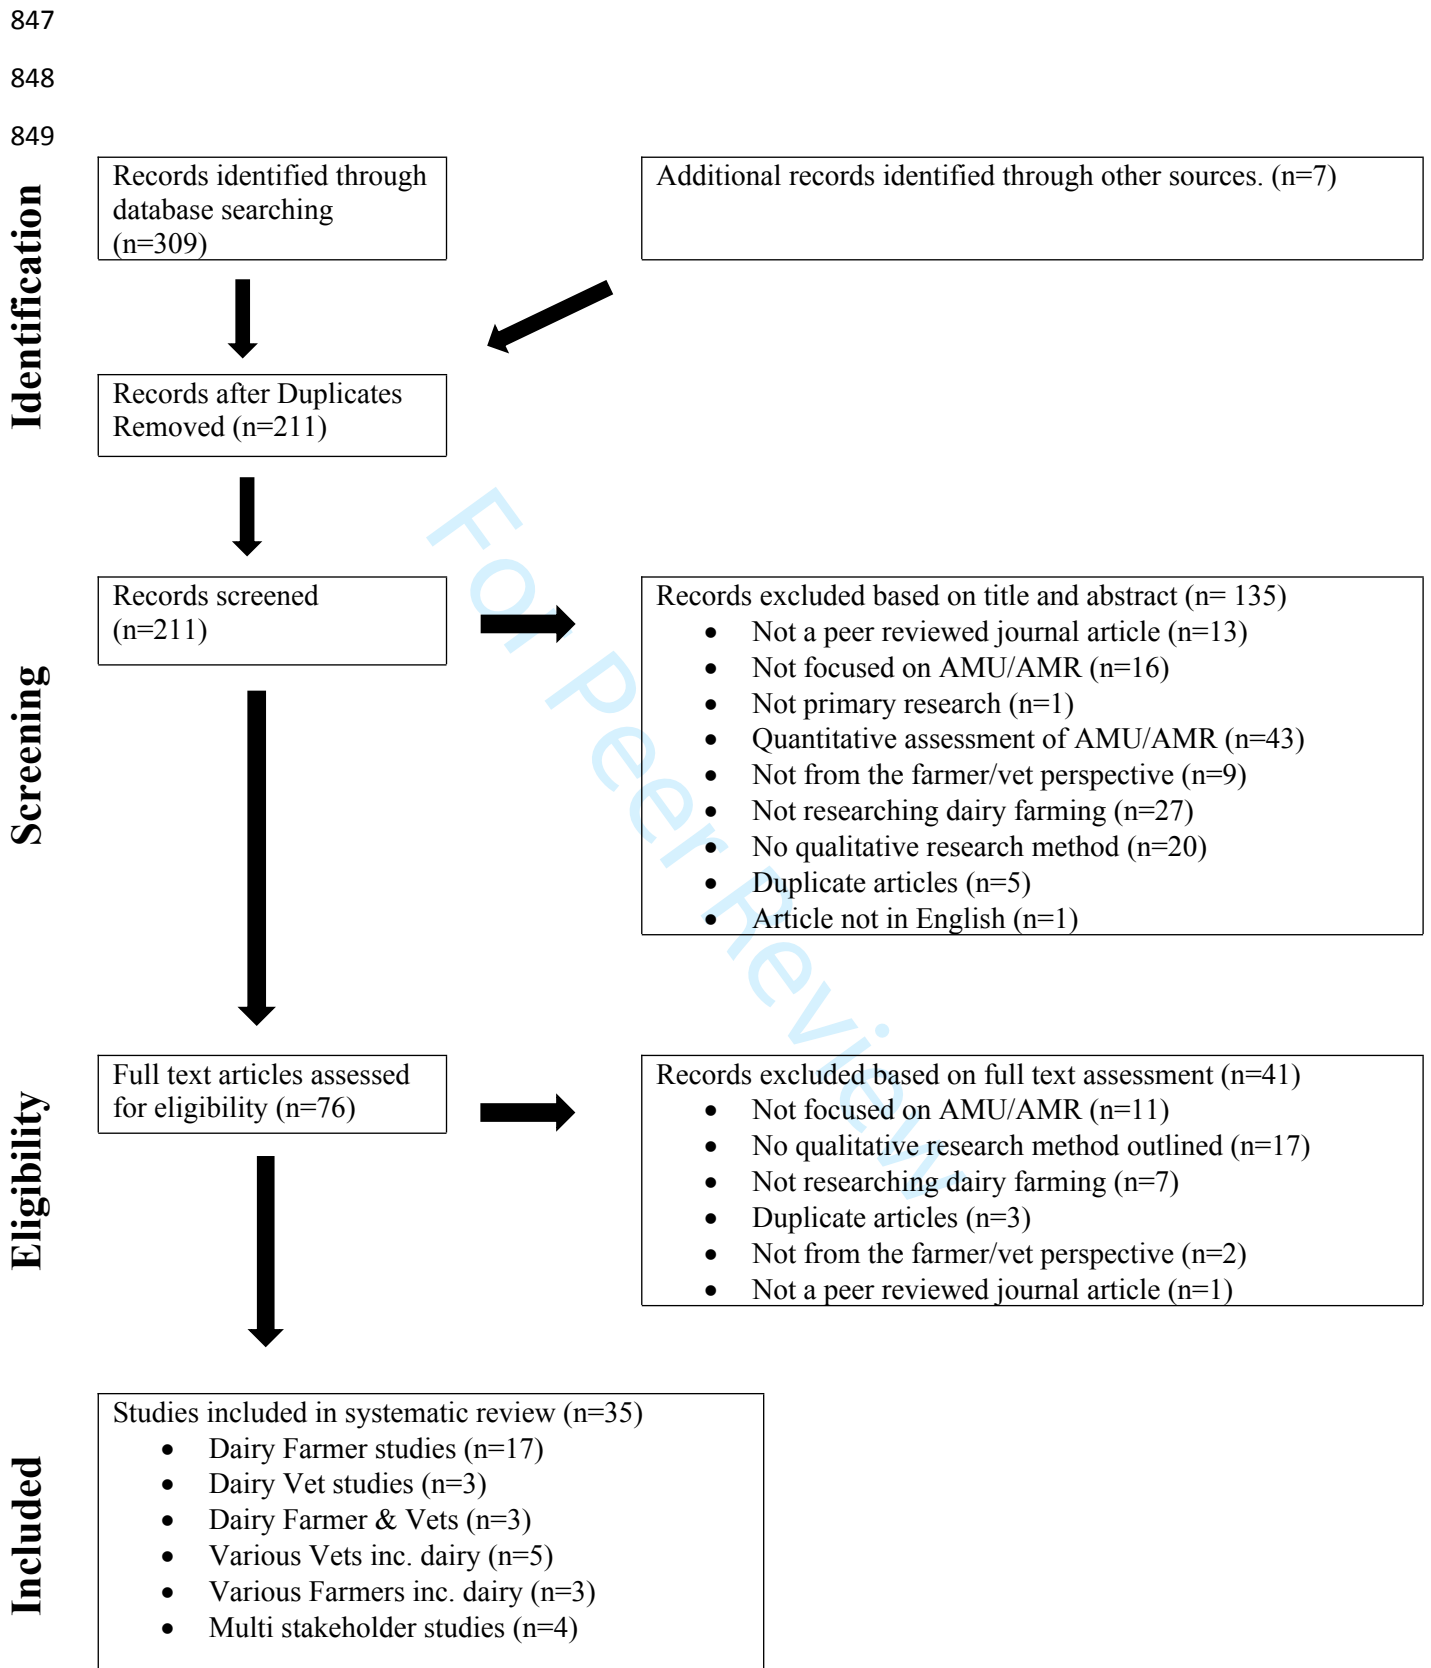 847
848
849
Identification
Records identified through
database searching
(n=309)
Additional records identified through other sources. (n=7)
Records after Duplicates
Removed (n=211)
Screening
Records screened
(n=211)
Records excluded based on title and abstract (n= 135)
• Not a peer reviewed journal article (n=13)
• Not focused on AMU/AMR (n=16)
• Not primary research (n=1)
• Quantitative assessment of AMU/AMR (n=43)
• Not from the farmer/vet perspective (n=9)
• Not researching dairy farming (n=27)
• No qualitative research method (n=20)
• Duplicate articles (n=5)
• Article not in English (n=1)
Eligibility
Full text articles assessed
for eligibility (n=76)
Records excluded based on full text assessment (n=41)
• Not focused on AMU/AMR (n=11)
• No qualitative research method outlined (n=17)
• Not researching dairy farming (n=7)
• Duplicate articles (n=3)
• Not from the farmer/vet perspective (n=2)
• Not a peer reviewed journal article (n=1)
Included
Studies included in systematic review (n=35)
• Dairy Farmer studies (n=17)
• Dairy Vet studies (n=3)
• Dairy Farmer & Vets (n=3)
• Various Vets inc. dairy (n=5)
• Various Farmers inc. dairy (n=3)
• Multi stakeholder studies (n=4)
For Peer Review